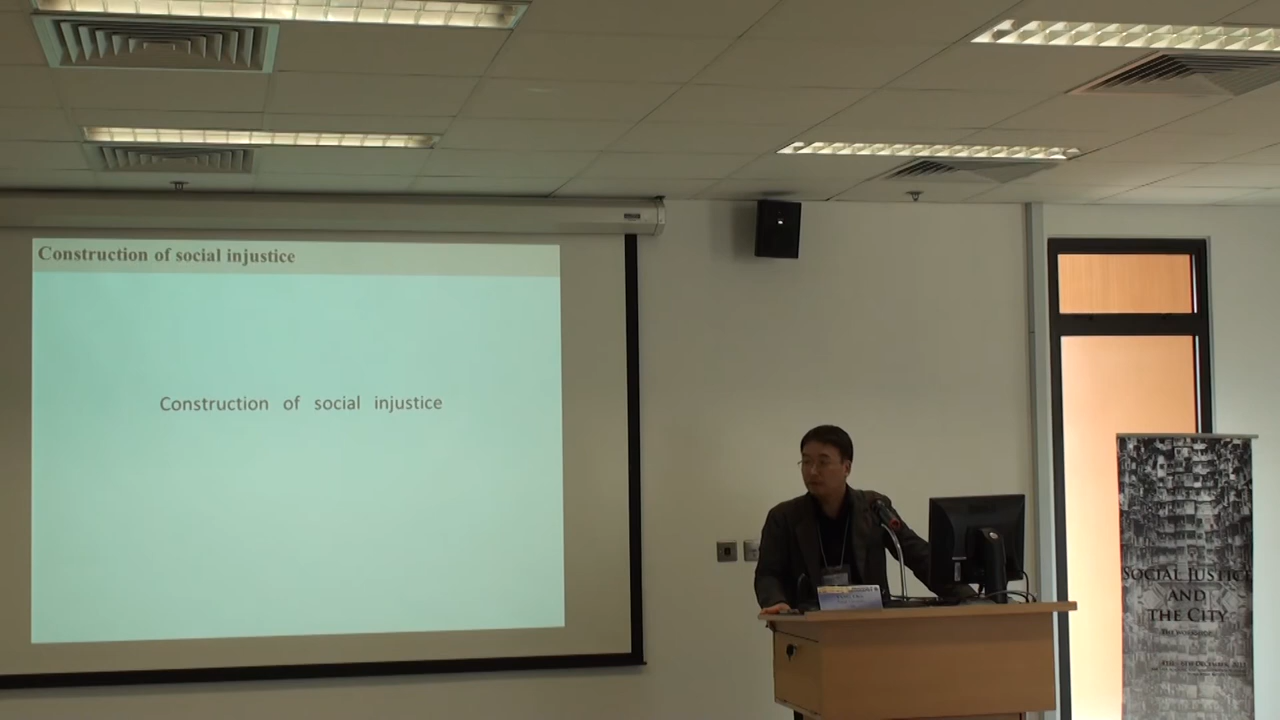 Construction of social injustice
Construction of social injustice
SOCIAL JUSTICE
AND
THE CITY